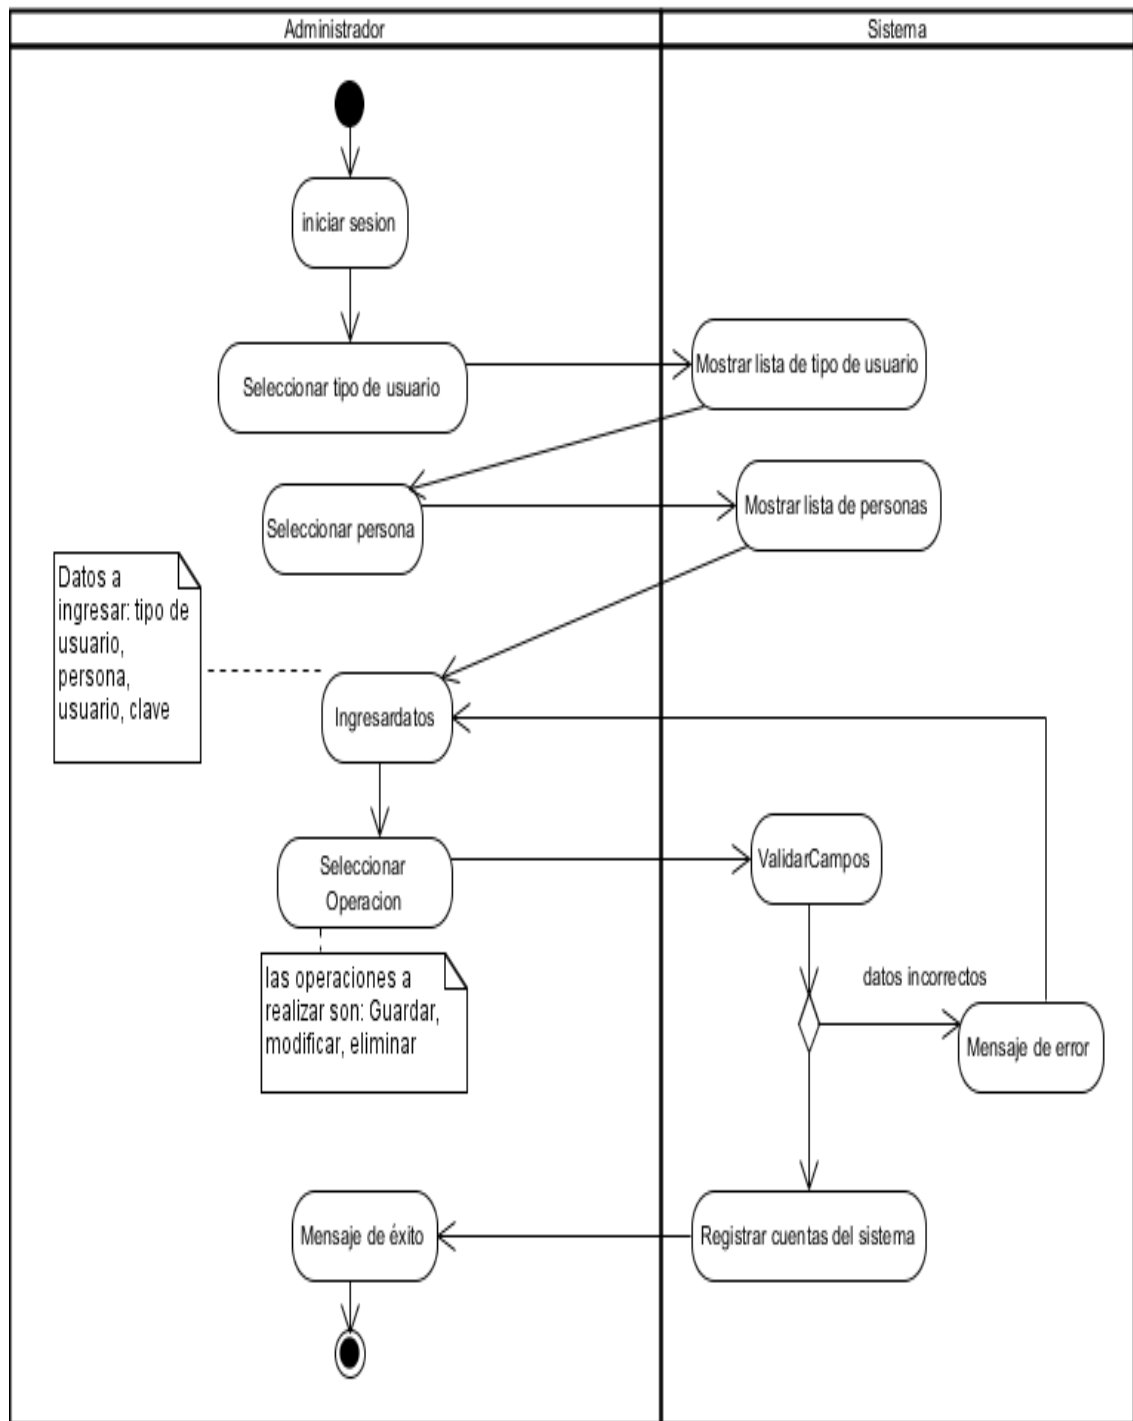 Administrador
Sistema
iniciar sesion
Seleccionar tipo de usuario
Mostrar lista de tipo de usuario
Seleccionar persona
Mostrar lista de personas
Datos a
ingresar: tipo de
usuario,
persona,
usuario, clave
Ingresardatos
Seleccionar
Operacion
ValidarCampos
las operaciones a
realizar son: Guardar,
modificar, eliminar
datos incorrectos
Mensaje de error
Mensaje de éxito
Registrar cuentas del sistema